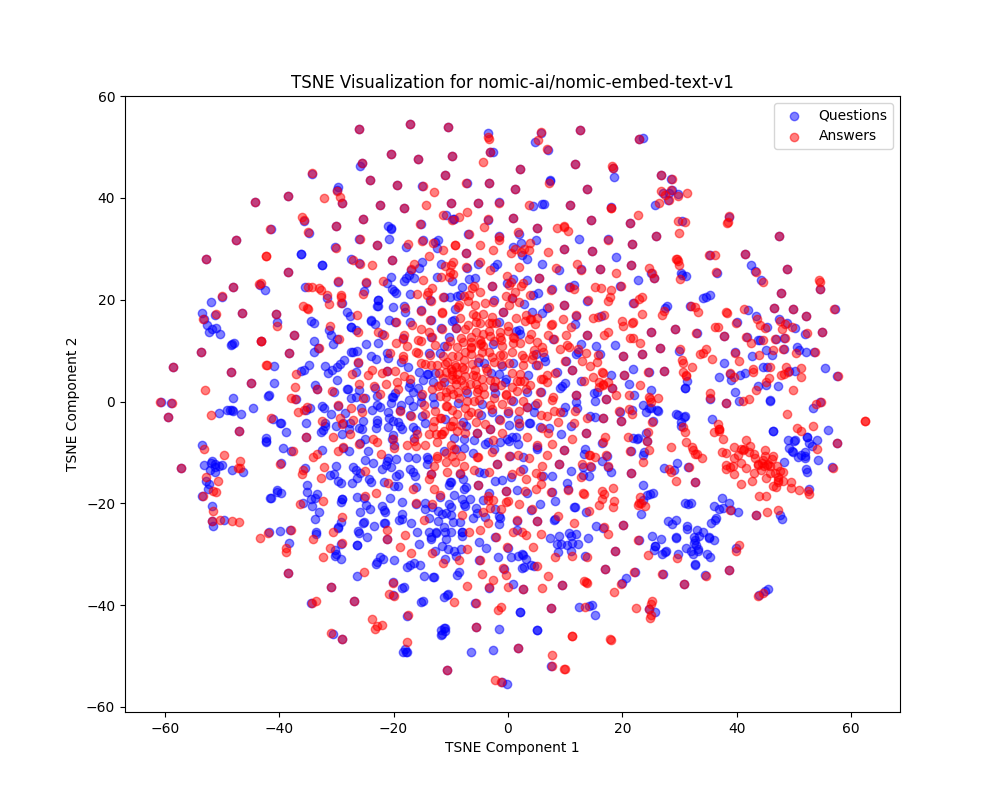 TSNE Visualization for nomic-ai/nomic-embed-text-v1
Questions
Answers
60
40
20
0
−20
−40
−60
TSNE Component 2
−60 −40 −20 0 20 40 60
TSNE Component 1